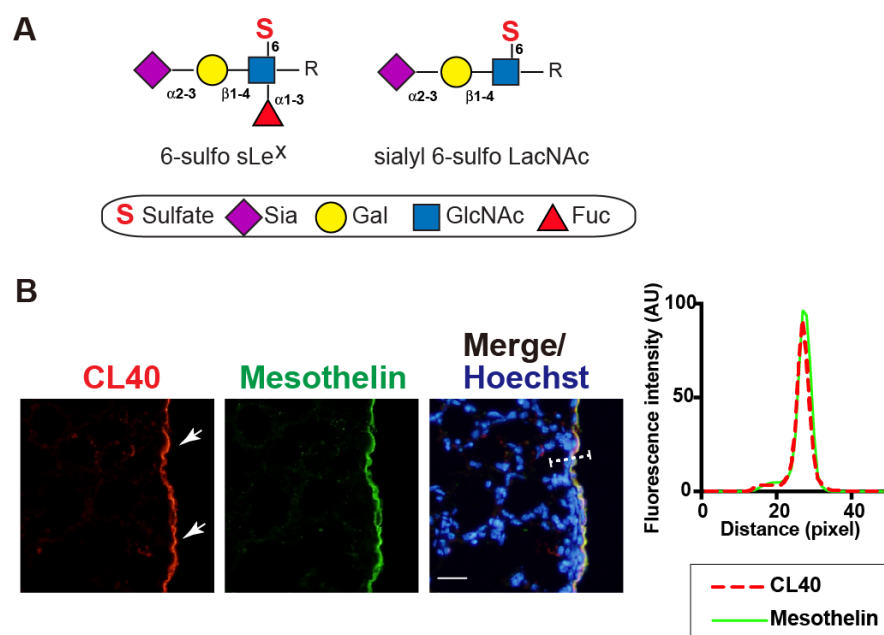 A
S
6
R
α2-3
β1-4
α1-3
6-sulfo sLeX
S
6
R
α2-3
β1-4
sialyl 6-sulfo LacNAc
S Sulfate Sia Gal GlcNAc Fuc
B
CL40
Mesothelin
Merge/
Hoechst
Fluorescence intensity (AU)
100
50
0
0 20 40
Distance (pixel)
CL40
Mesothelin